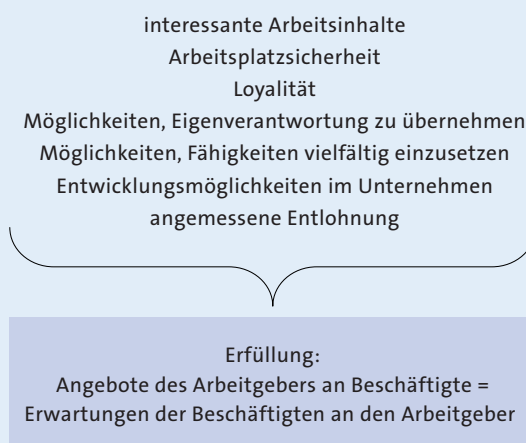 interessante Arbeitsinhalte
Arbeitsplatzsicherheit
Loyalität
Möglichkeiten, Eigenverantwortung zu übernehmen
Möglichkeiten, Fähigkeiten vielfältig einzusetzen
Entwicklungsmöglichkeiten im Unternehmen
angemessene Entlohnung
Erfüllung:
Angebote des Arbeitgebers an Beschäftigte =
Erwartungen der Beschäftigten an den Arbeitgeber